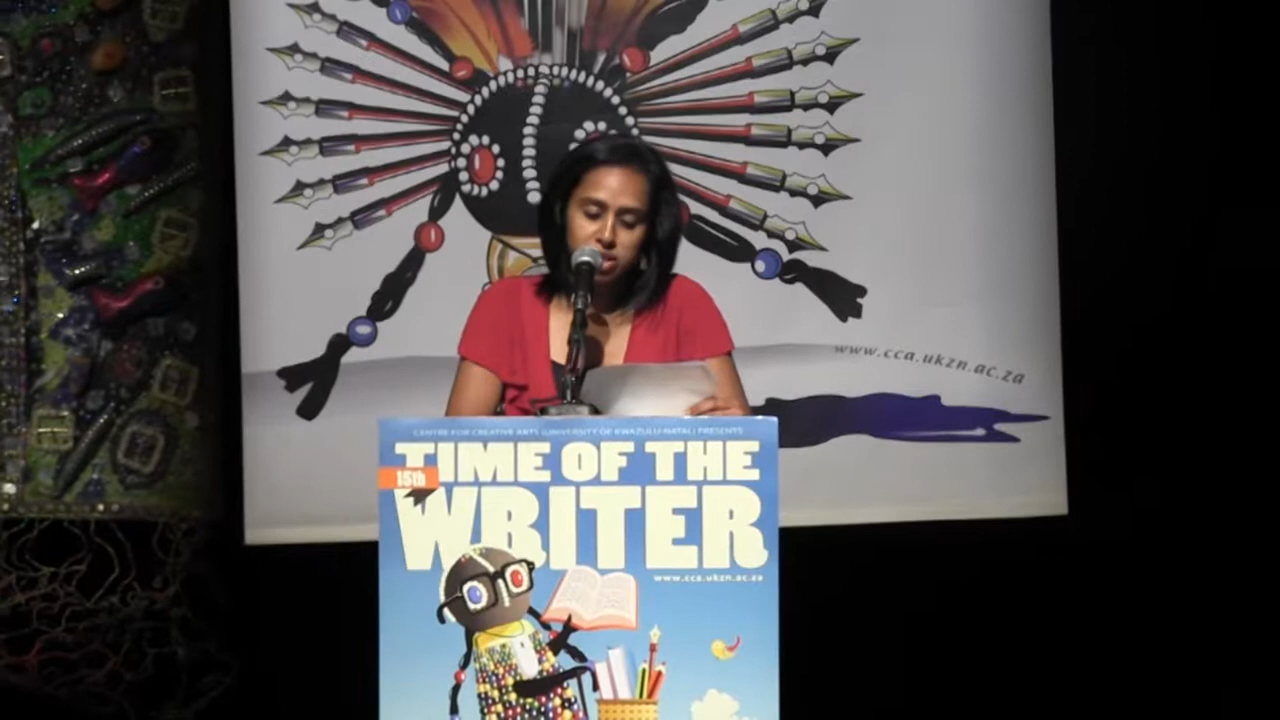 www.cca.ukzn.ac.za
CENTRE FOR CREATIVE ARTS (UNIVERSITY OF KWAZULU-NATAL) PRESENTS
TIME OF THE
15th
WRITER
www.cca.ukzn.ac.za